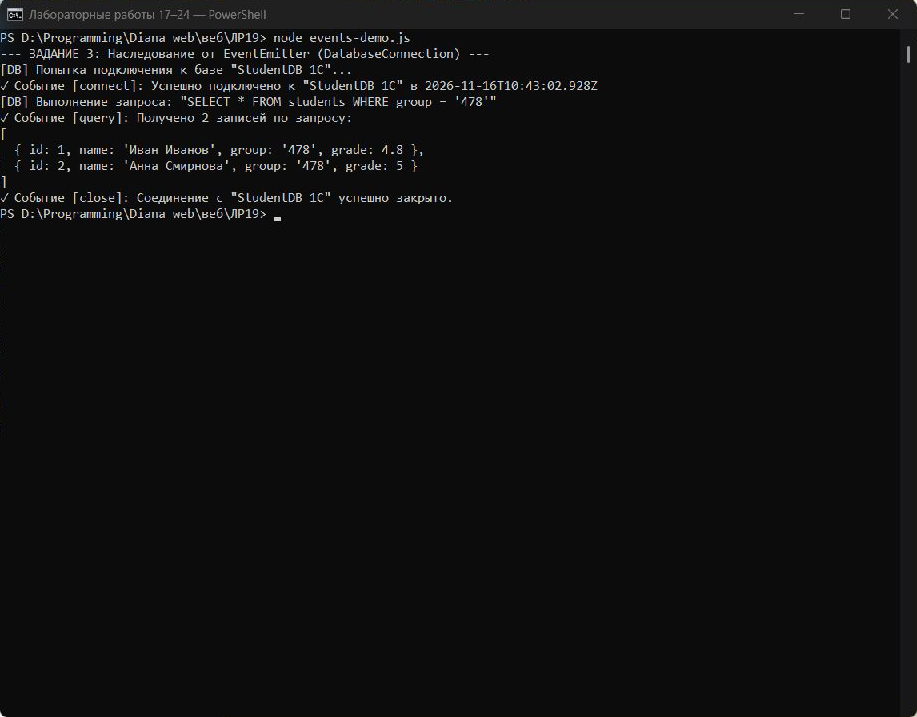 Лабораторные работы 17–24 — PowerShell
PS D:\Programming\Diana web\веб\ЛР19> node events-demo.js
--- ЗАДАНИЕ 3: Наследование от EventEmitter (DatabaseConnection) ---
[DB] Попытка подключения к базе "StudentDB 1C"...
✓ Событие [connect]: Успешно подключено к "StudentDB 1C" в 2026-11-16T10:43:02.928Z
[DB] Выполнение запроса: "SELECT * FROM students WHERE group = '478'"
✓ Событие [query]: Получено 2 записей по запросу:
[
  { id: 1, name: 'Иван Иванов', group: '478', grade: 4.8 },
  { id: 2, name: 'Анна Смирнова', group: '478', grade: 5 }
]
✓ Событие [close]: Соединение с "StudentDB 1C" успешно закрыто.
PS D:\Programming\Diana web\веб\ЛР19>